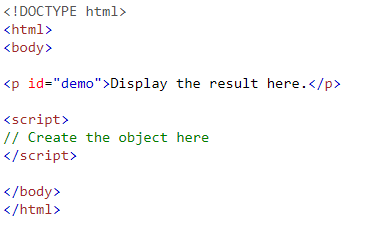 <!DOCTYPE html>
<html>
<body>
<p id="demo">Display the result here.</p>
<script>
// Create the object here
</script>
</body>
</html>